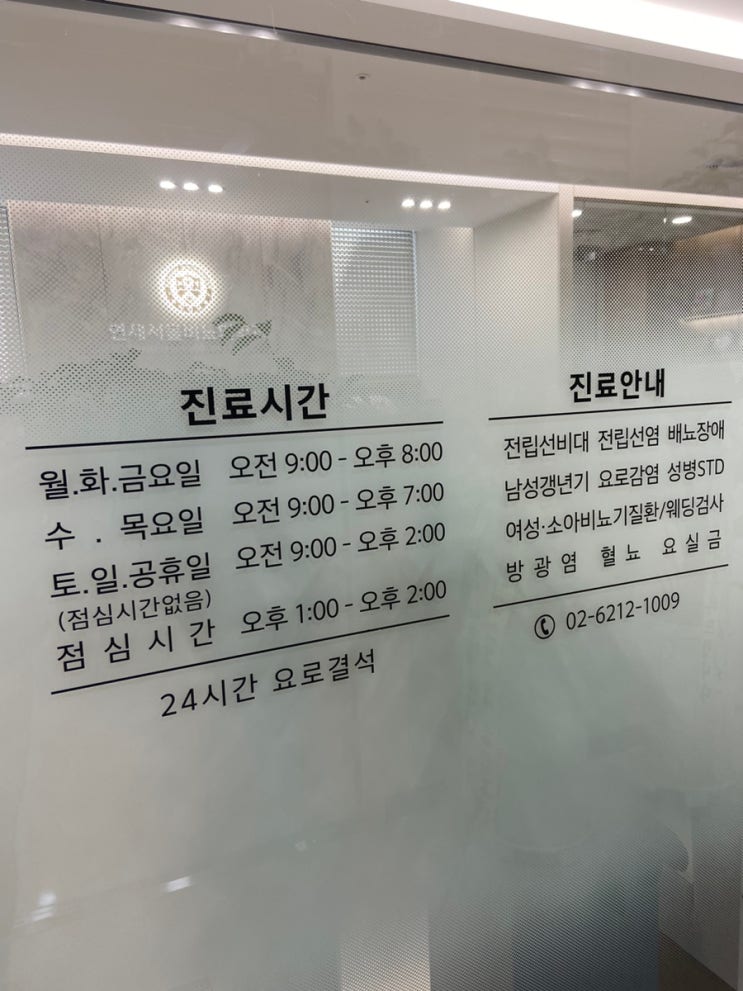 진료시간
월.화.금요일 오전 9:00 - 오후 8:00
수 . 목요일 오전 9:00 - 오후 7:00
토.일.공휴일 오전 9:00 - 오후 2:00
(점심시간없음)
점 심 시 간 오후 1:00 - 오후 2:00
24시간 요로결석
진료안내
전립선비대 전립선염 배뇨장애
남성갱년기 요로감염 성병STD
여성·소아비뇨기질환/웨딩검사
방 광 염 혈 뇨 요 실 금
02-6212-1009